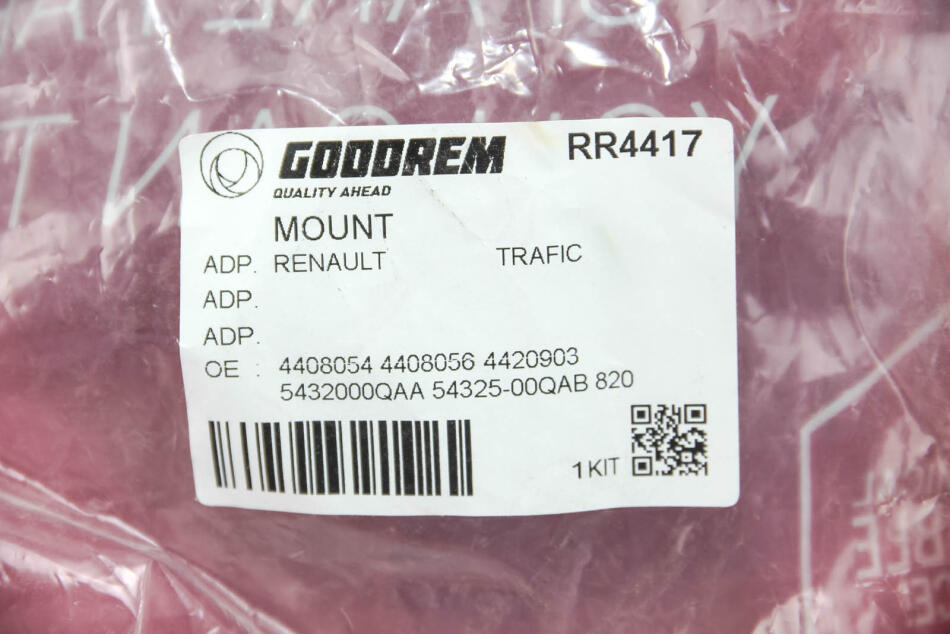 GOODREM
RR4417
QUALITY AHEAD
MOUNT
ADP. RENAULT TRAFIC
ADP.
ADP.
OE : 4408054 4408056 4420903
5432000QAA 54325-00QAB 820
1 KIT